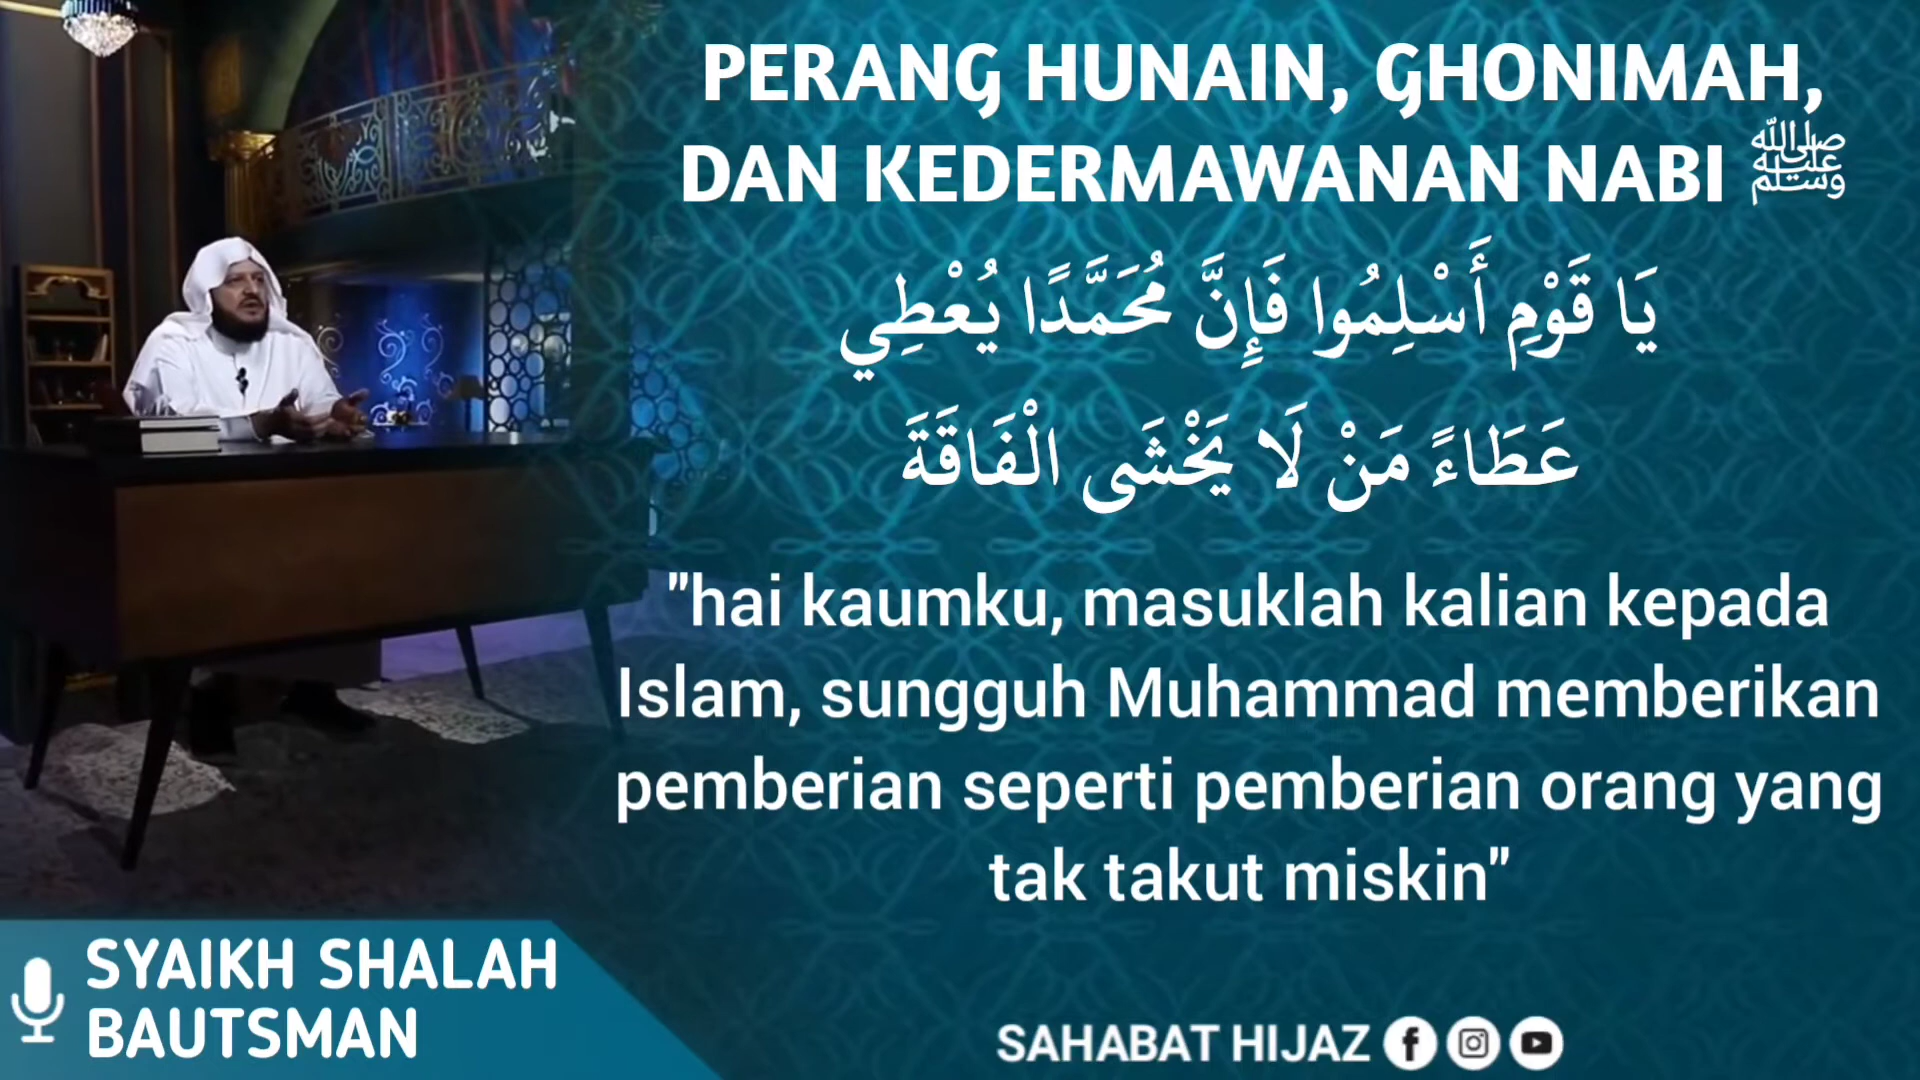 PERANG HUNAIN, GHONIMAH,
DAN KEDERMAWANAN NABI ﷺ
يَا قَوْمِ أَسْلِمُوا فَإِنَّ مُحَمَّدًا يُعْطِي
عَطَاءً مَنْ لَا يَخْشَى الْفَاقَةَ
"hai kaumku, masuklah kalian kepada
Islam, sungguh Muhammad memberikan
pemberian seperti pemberian orang yang
tak takut miskin"
SYAIKH SHALAH
BAUTSMAN
SAHABAT HIJAZ